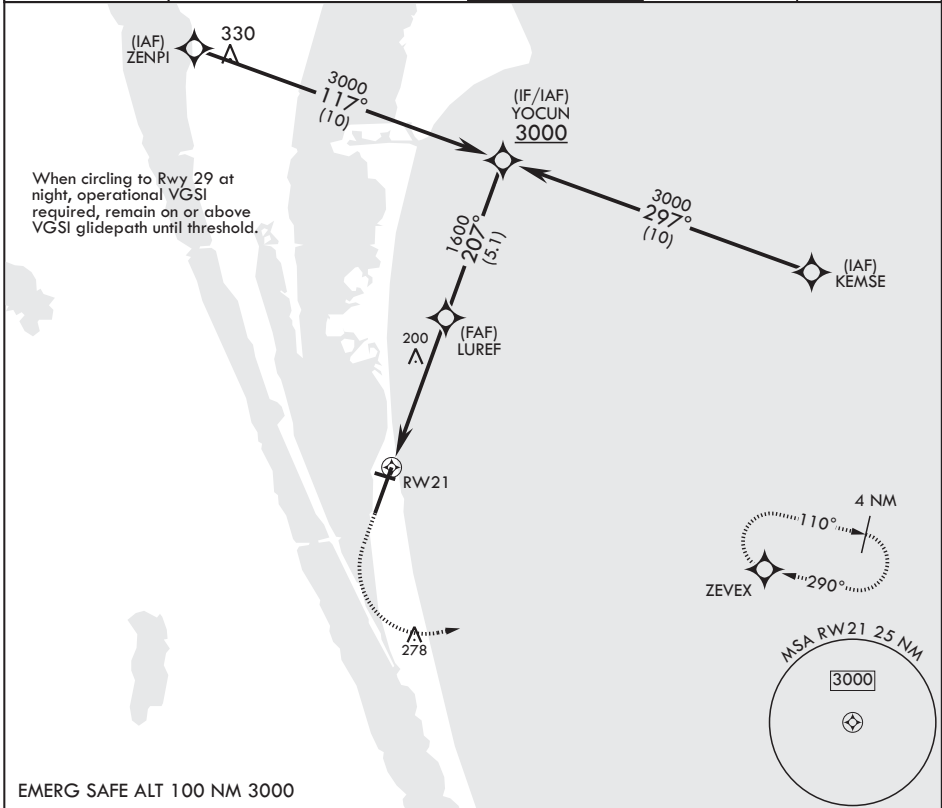 (IAF)
ZENPI
330
3000
117°
(10)
(IF/IAF)
YOCUN
3000
When circling to Rwy 29 at
night, operational VGSI
required, remain on or above
VGSI glidepath until threshold.
3000
297°
(10)
(IAF)
KEMSE
1600
207°
(5.1)
(FAF)
LUREF
200
RW21
4 NM
110°
290°
ZEVEX
278
MSA RW21 25 NM
3000
EMERG SAFE ALT 100 NM 3000